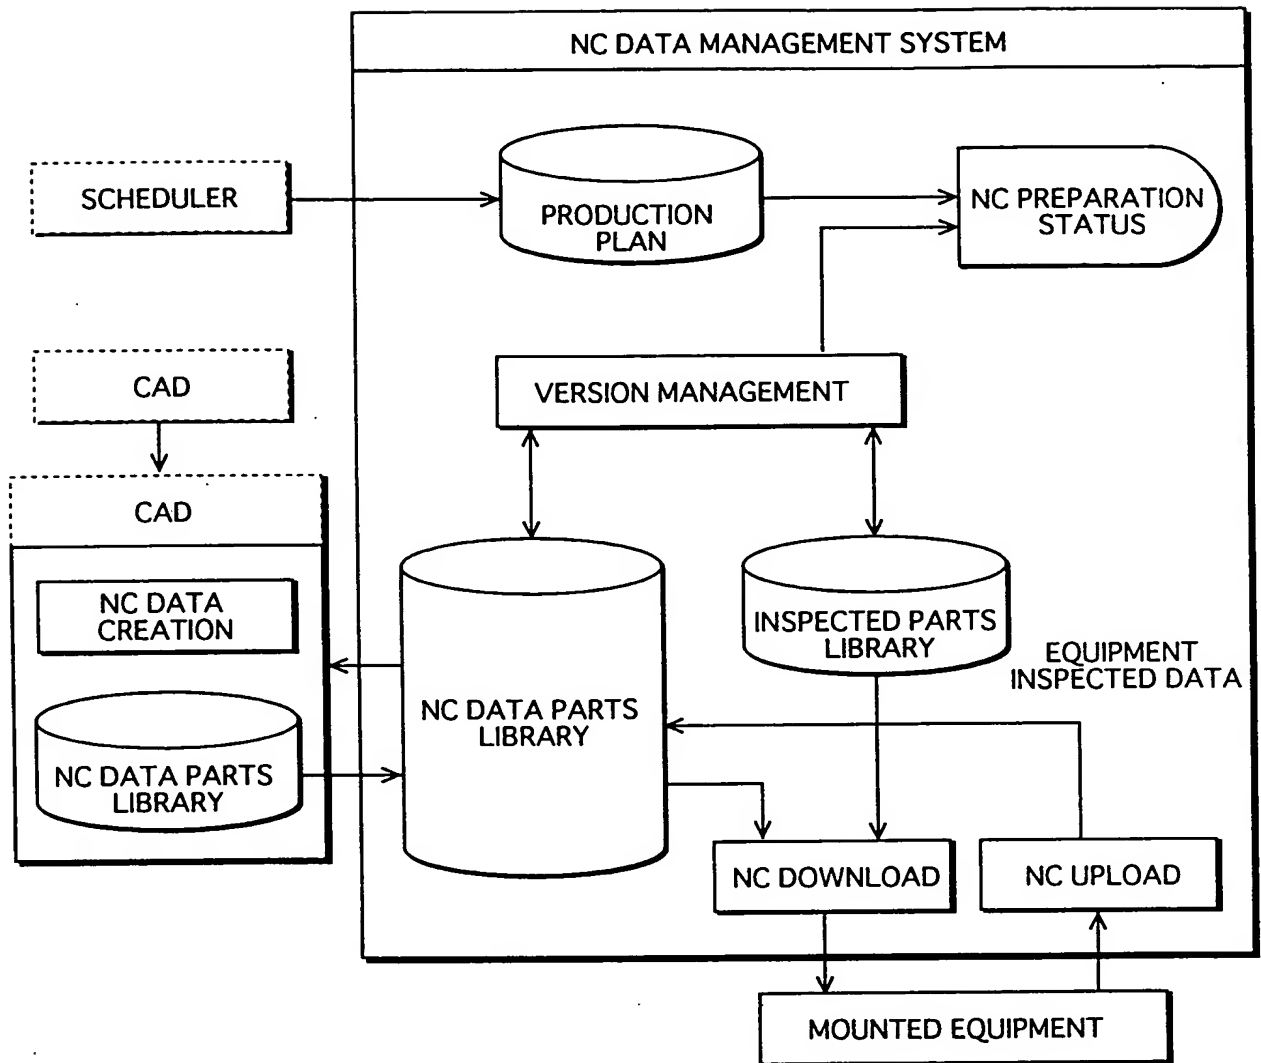 NC DATA MANAGEMENT SYSTEM
SCHEDULER
PRODUCTION
PLAN
NC PREPARATION
STATUS
CAD
VERSION MANAGEMENT
CAD
NC DATA
CREATION
NC DATA PARTS
LIBRARY
NC DATA PARTS
LIBRARY
INSPECTED PARTS
LIBRARY
EQUIPMENT
INSPECTED DATA
NC DOWNLOAD
NC UPLOAD
MOUNTED EQUIPMENT